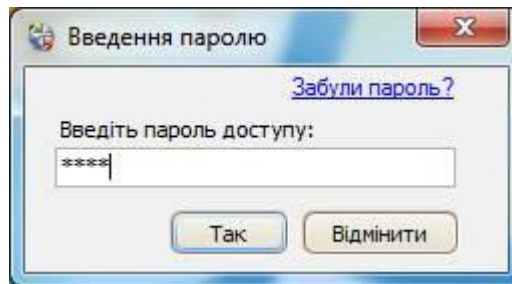 Введення паролю
Забули пароль?
Введіть пароль доступу:
****
Так
Відмінити